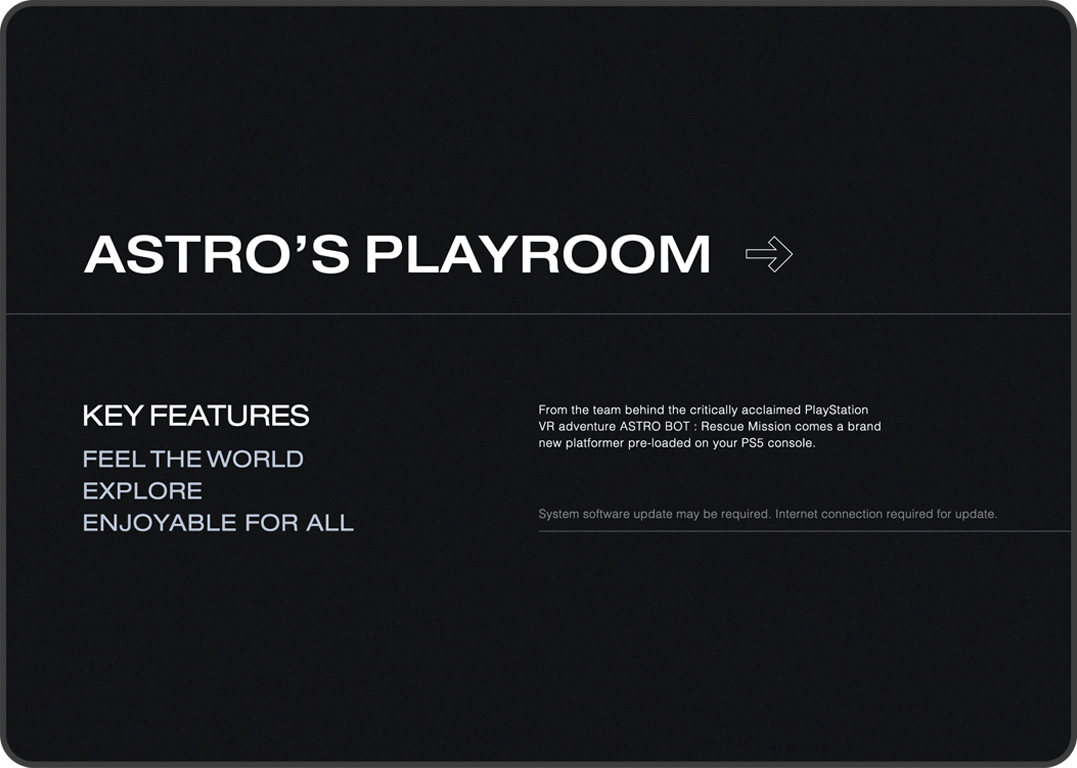 ASTRO’S PLAYROOM
KEY FEATURES
FEEL THE WORLD
EXPLORE
ENJOYABLE FOR ALL
From the team behind the critically acclaimed PlayStation
VR adventure ASTRO BOT : Rescue Mission comes a brand
new platformer pre-loaded on your PS5 console.
System software update may be required. Internet connection required for update.